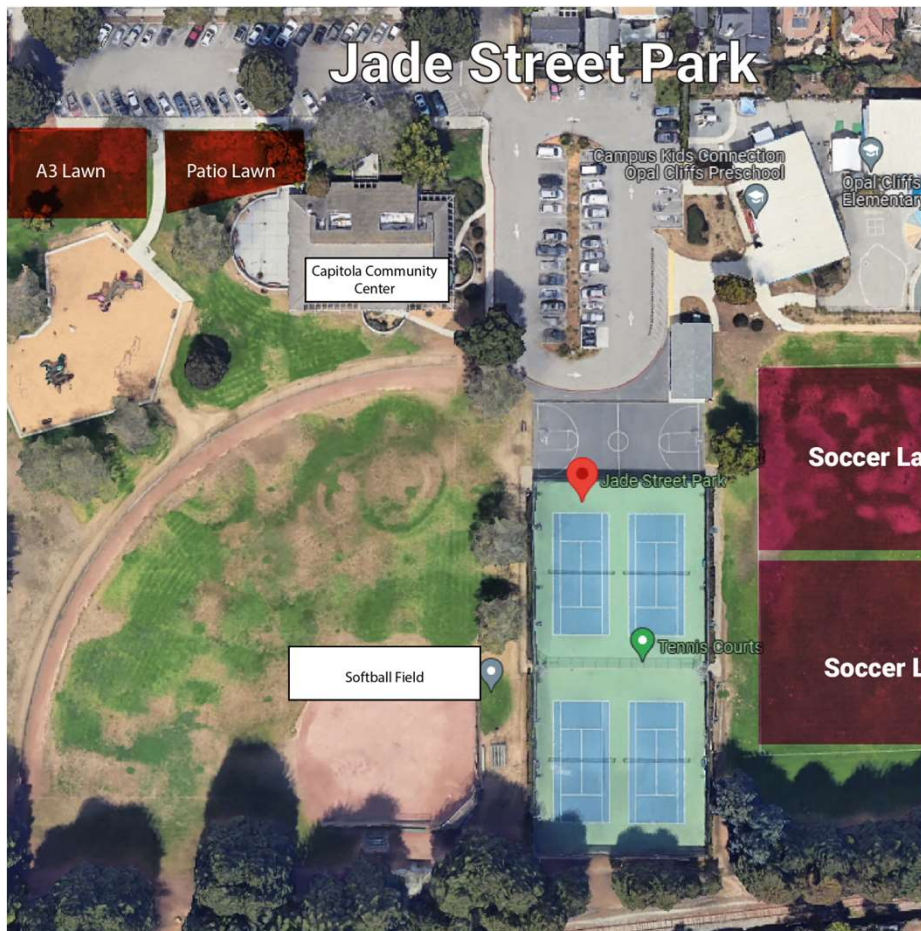 Jade Street Park
A3 Lawn
Patio Lawn
Campus Kids Connection
Opal Cliffs Preschool
Opal Cliffs
Elementary
Capitola Community
Center
Soccer La
Jade Street Park
Tennis Courts
Soccer L
Softball Field